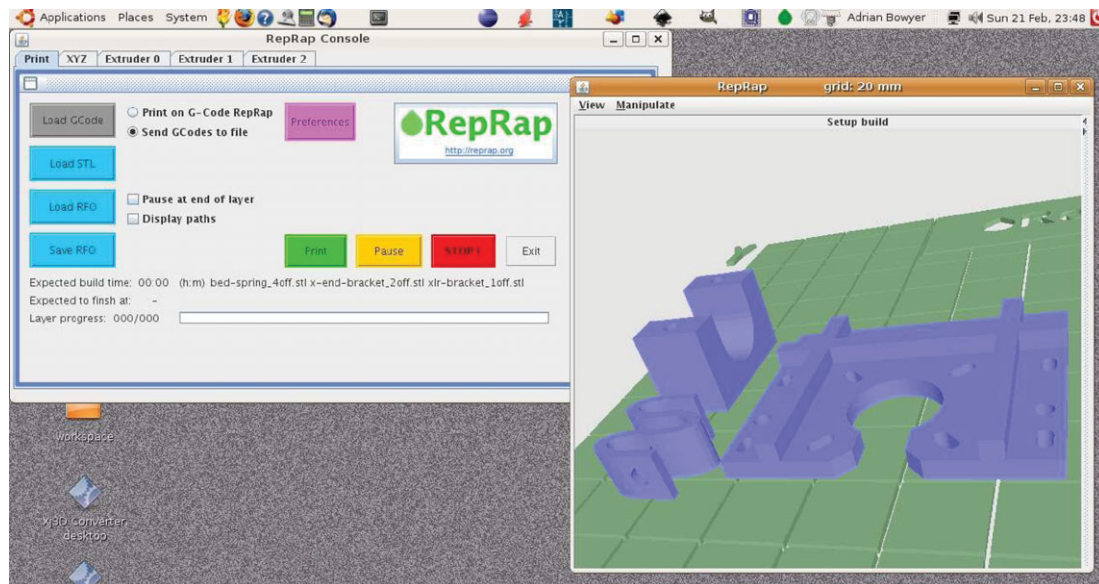 Applications Places System
Adrian Bowyer
Sun 21 Feb, 23:48
RepRap Console
Print XYZ Extruder 0 Extruder 1 Extruder 2
Load GCode
Print on G-Code RepRap
Send GCodes to file
Preferences
RepRap
http://reprap.org
Load STL
Load RFO
Pause at end of layer
Display paths
Save RFO
Print
Pause
STOP !
Exit
Expected build time: 00:00 (h:m) bed-spring_4off.stl x-end-bracket_2off.stl xlr-bracket_1off.stl
Expected to finsh at: -
Layer progress: 000/000
RepRap grid: 20 mm
View Manipulate
Setup build
workspace
Xj3D Converter
desktop